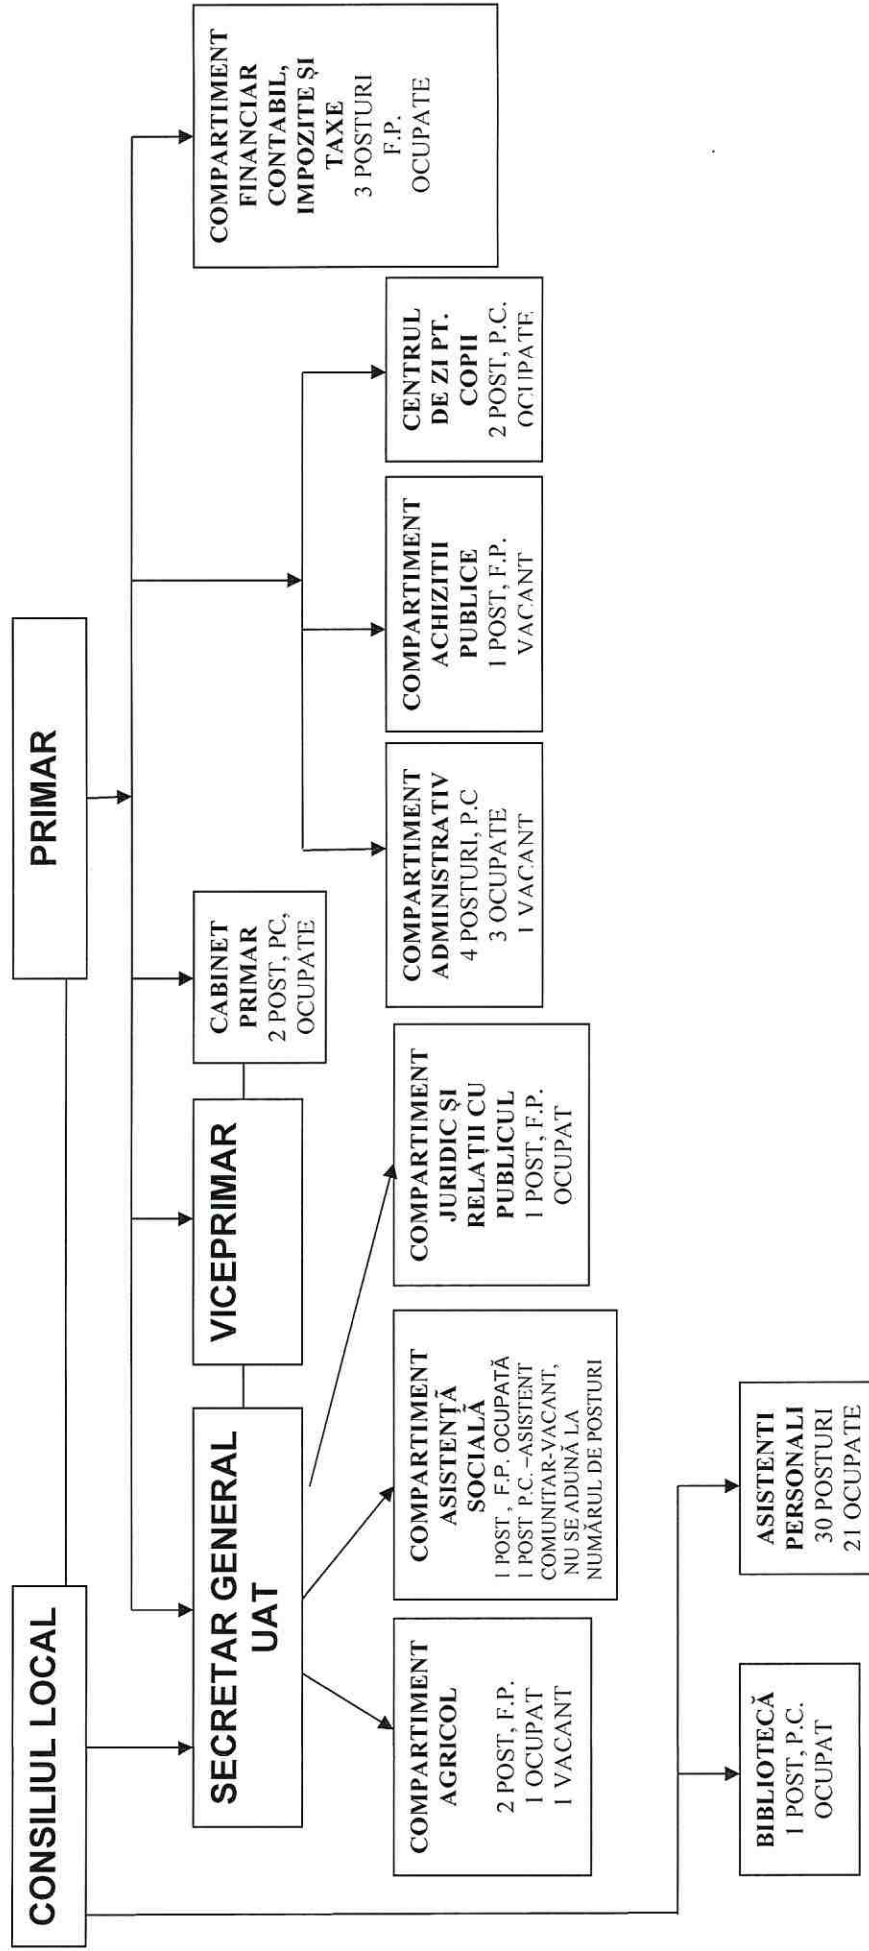 CONSILIUL LOCAL
PRIMAR
SECRETAR GENERAL
UAT
VICEPRIMAR
CABINET
PRIMAR
2 POST, PC,
OCUPATE
COMPARTIMENT
FINANCIAR
CONTABIL,
IMPOZITE ȘI
TAXE
3 POSTURI
F.P.
OCUPATE
COMPARTIMENT
AGRICOL
2 POST, F.P.
1 OCUPAT
1 VACANT
COMPARTIMENT
ASISTENȚĂ
SOCIALĂ
1 POST , F.P. OCUPATĂ
1 POST P.C. –ASISTENT
COMUNITAR-VACANT,
NU SE ADUNĂ LA
NUMĂRUL DE POSTURI
COMPARTIMENT
JURIDIC ȘI
RELAȚII CU
PUBLICUL
1 POST, F.P.
OCUPAT
COMPARTIMENT
ADMINISTRATIV
4 POSTURI, P.C
3 OCUPATE
1 VACANT
COMPARTIMENT
ACHIZITII
PUBLICE
1 POST, F.P.
VACANT
CENTRUL
DE ZI PT.
COPII
2 POST, P.C.
OCUPATE
BIBLIOTECĂ
1 POST, P.C.
OCUPAT
ASISTENTI
PERSONALI
30 POSTURI
21 OCUPATE